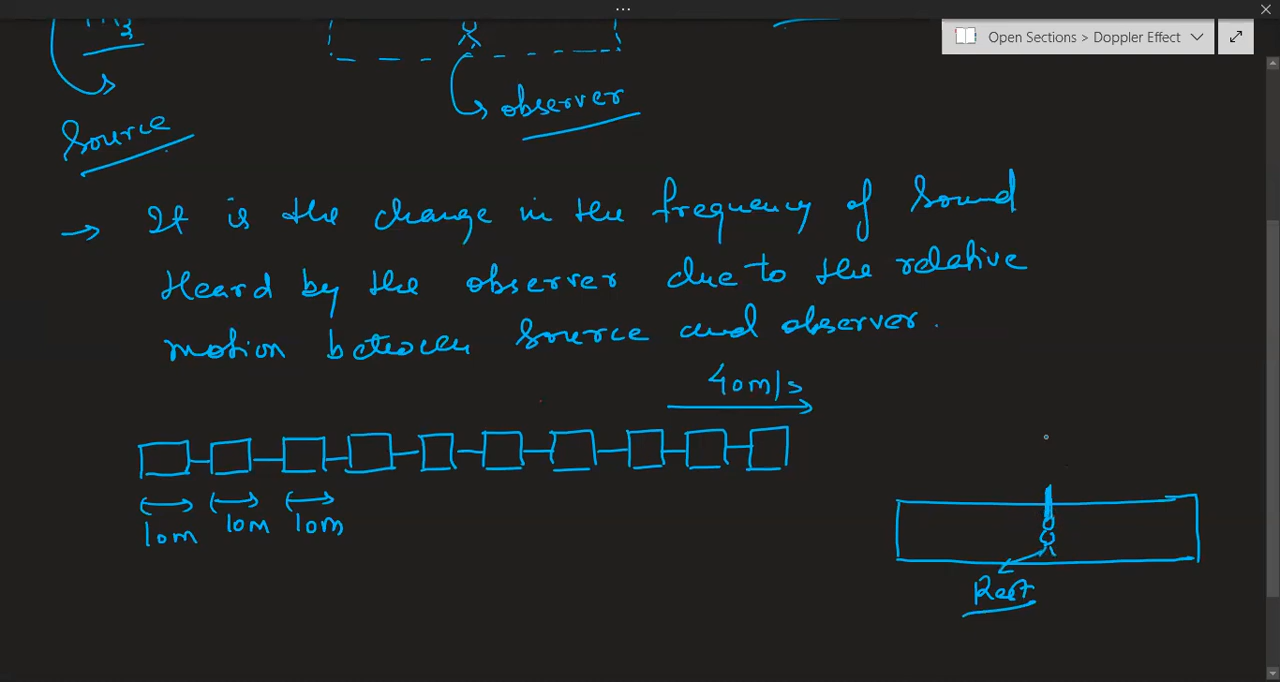 Open Sections > Doppler Effect
observer
Source
→ It is the change in the frequency of Sound
Heard by the observer due to the relative
motion between Source and observer.
40m/s
10m 10m 10m
Rest